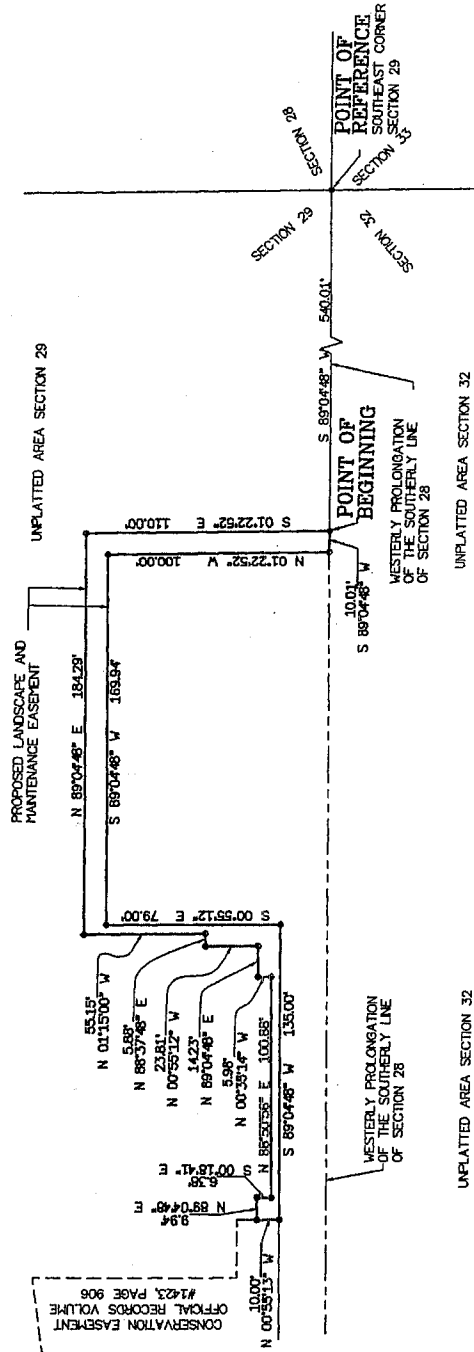 UNPLATTED AREA SECTION 29
PROPOSED LANDSCAPE AND
MAINTENANCE EASEMENT
N 89°04'48" E 184.29'
S 89°04'48" W 169.94'
S 01°22'52" E 110.00'
N 01°22'52" W 100.00'
SECTION 28
SECTION 29
SECTION 33
SECTION 32
POINT OF
REFERENCE
SOUTHEAST CORNER
SECTION 29
S 89°04'48" W 540.01'
POINT OF
BEGINNING
10.01'
S 89°04'48" W
WESTERLY PROLONGATION
OF THE SOUTHERLY LINE
OF SECTION 28
UNPLATTED AREA SECTION 32
S 00°55'12" E 79.00'
55.15'
N 01°15'00" W
5.88'
N 88°37'48" E
23.81'
N 00°55'12" W
14.23'
N 89°04'48" E
5.98'
N 00°35'14" W
N 88°50'56" E 100.88'
S 89°04'48" W 135.00'
S 00°18'41" E
6.38'
N 89°04'48" E
9.94'
10.00'
N 00°55'13" W
CONSERVATION EASEMENT
OFFICIAL RECORDS VOLUME
#1423, PAGE 906
WESTERLY PROLONGATION
OF THE SOUTHERLY LINE
OF SECTION 28
UNPLATTED AREA SECTION 32